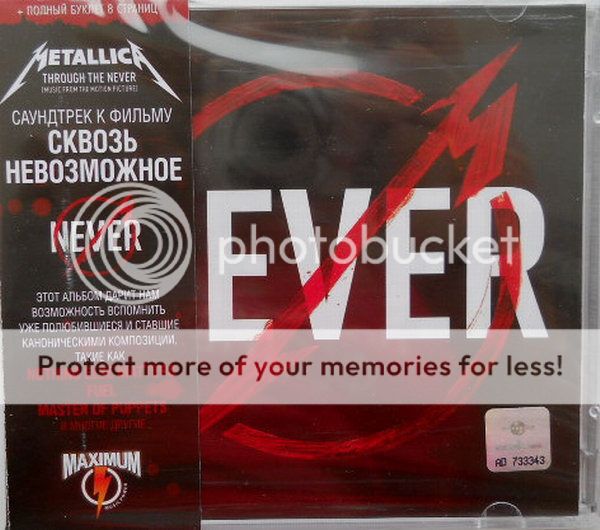 + ПОЛНЫЙ БУКЛЕТ 8 СТРАНИЦ
METALLICA
THROUGH THE NEVER
(MUSIC FROM THE MOTION PICTURE)
САУНДТРЕК К ФИЛЬМУ
СКВОЗЬ
НЕВОЗМОЖНОЕ
NEVER
EVER
photobucket
ЭТОТ АЛЬБОМ ДАРИТ НАМ
ВОЗМОЖНОСТЬ ВСПОМНИТЬ
УЖЕ ПОЛЮБИВШИЕСЯ И СТАВШИЕ
КАНОНИЧЕСКИМИ КОМПОЗИЦИИ,
ТАКИЕ КАК
Protect more of your memories for less!
FUEL
MASTER OF PUPPETS
И МНОГИЕ ДРУГИЕ...
MAXIMUM
AD 733343